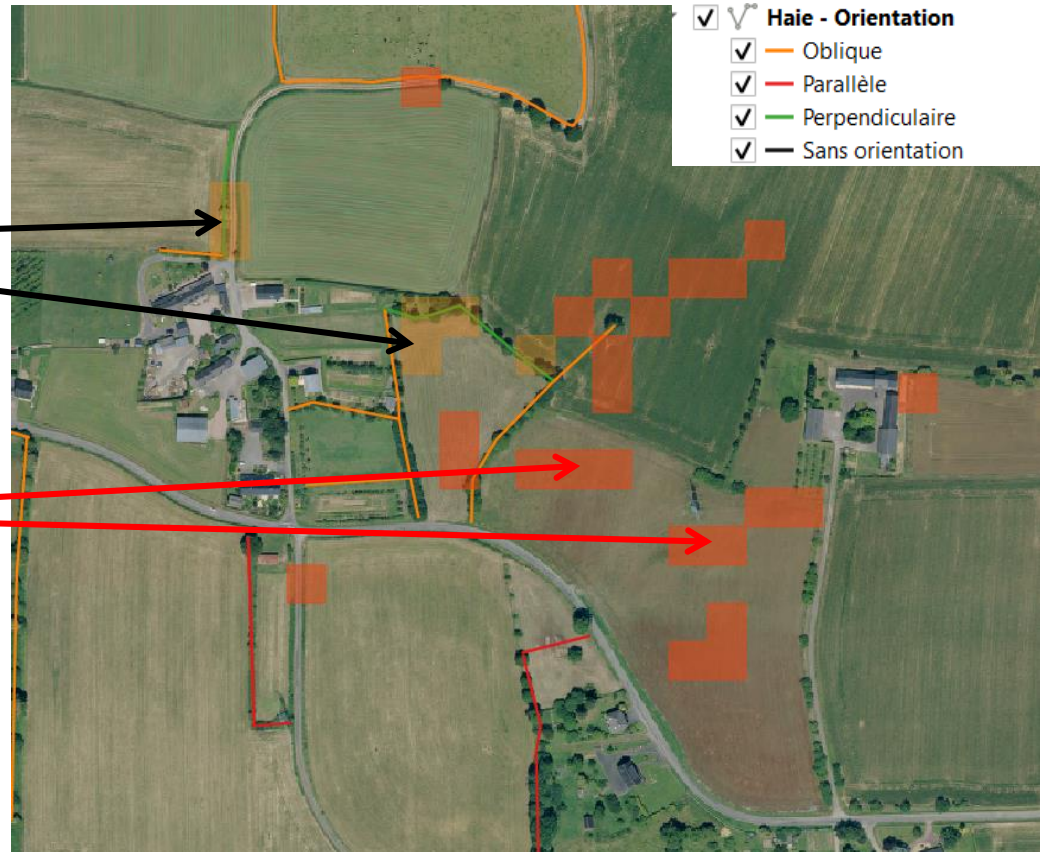 Haie - Orientation
Oblique
Parallèle
Perpendiculaire
Sans orientation